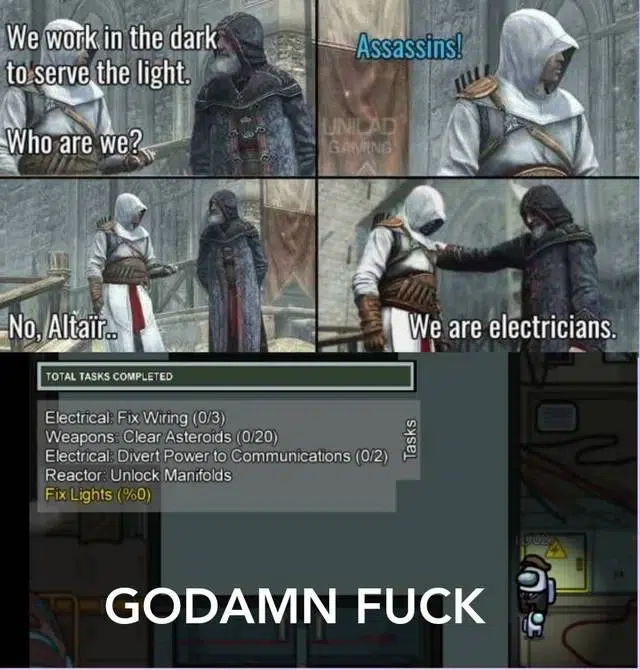 We work in the dark
to serve the light.
Who are we?
Assassins!
UNILAD
GAMING
No, Altaïr..
We are electricians.
TOTAL TASKS COMPLETED
Electrical: Fix Wiring (0/3)
Weapons: Clear Asteroids (0/20)
Electrical: Divert Power to Communications (0/2)
Reactor: Unlock Manifolds
Fix Lights (%0)
Tasks
GODAMN FUCK